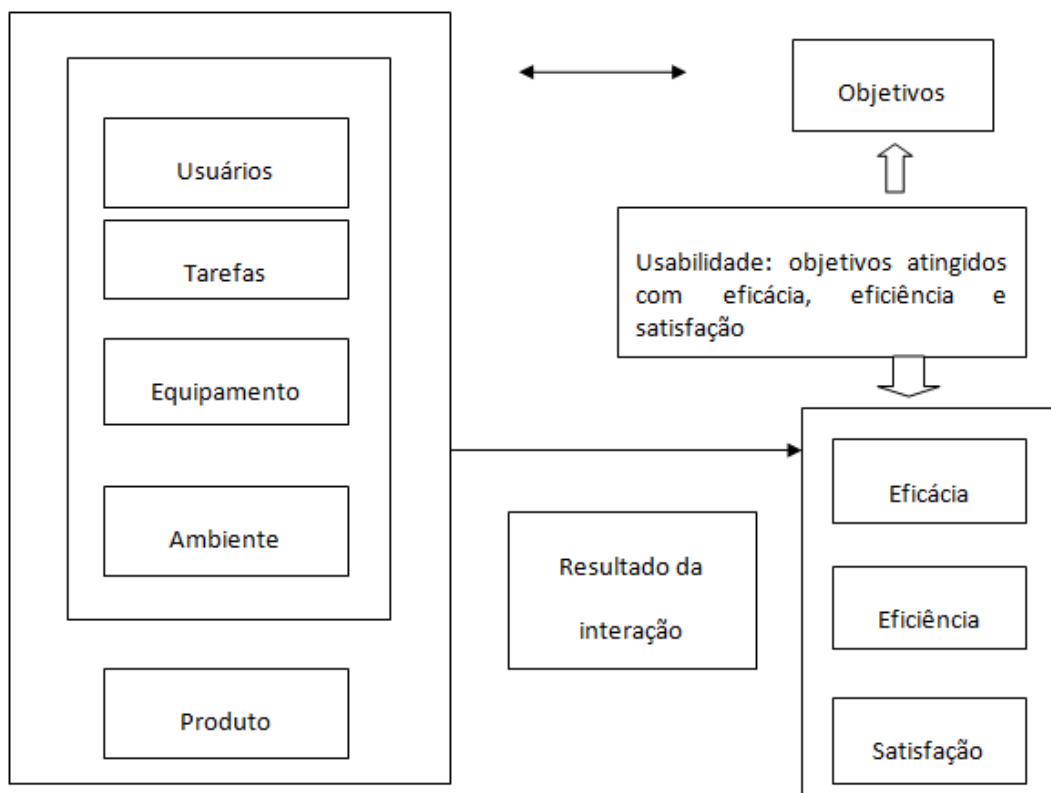 Usuários
Tarefas
Equipamento
Ambiente
Produto
Objetivos
Usabilidade: objetivos atingidos
com eficácia, eficiência e
satisfação
Resultado da
interação
Eficácia
Eficiência
Satisfação